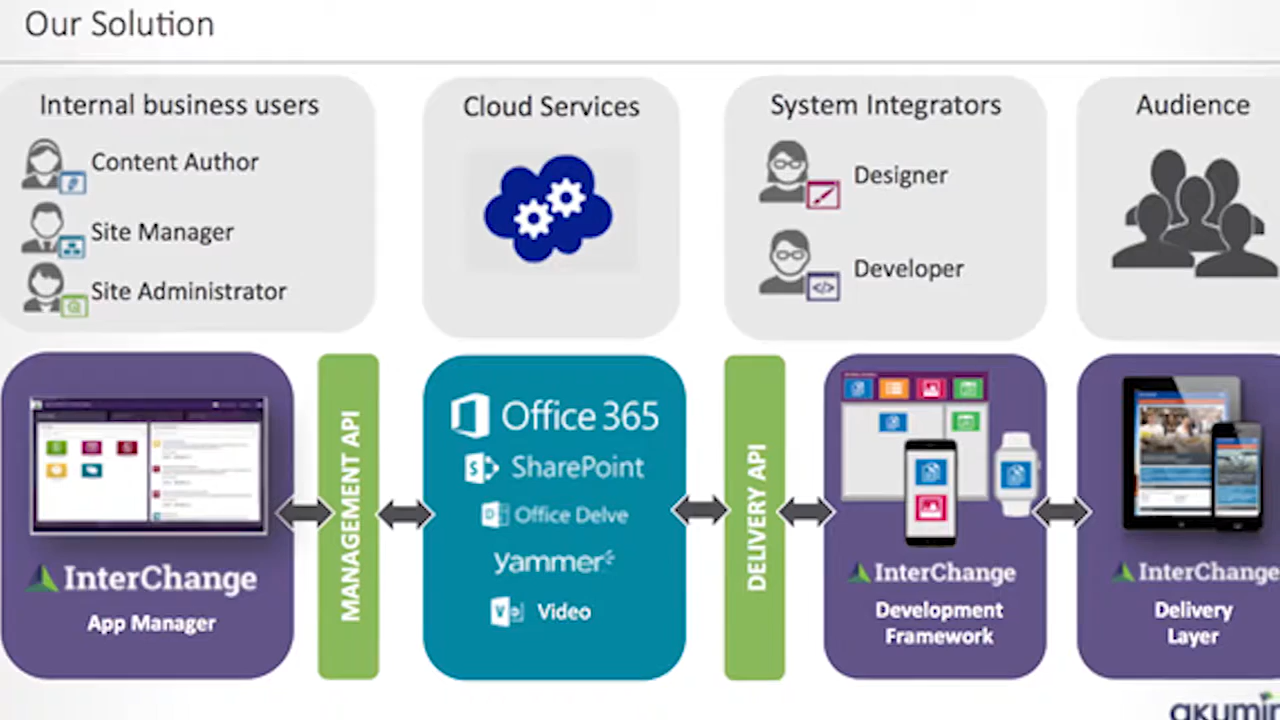 Our Solution
Internal business users
Content Author
Site Manager
Site Administrator
Cloud Services
System Integrators
Designer
Developer
Audience
InterChange
App Manager
MANAGEMENT API
Office 365
SharePoint
Office Delve
yammer
Video
DELIVERY API
InterChange
Development
Framework
InterChange
Delivery
Layer
akumin